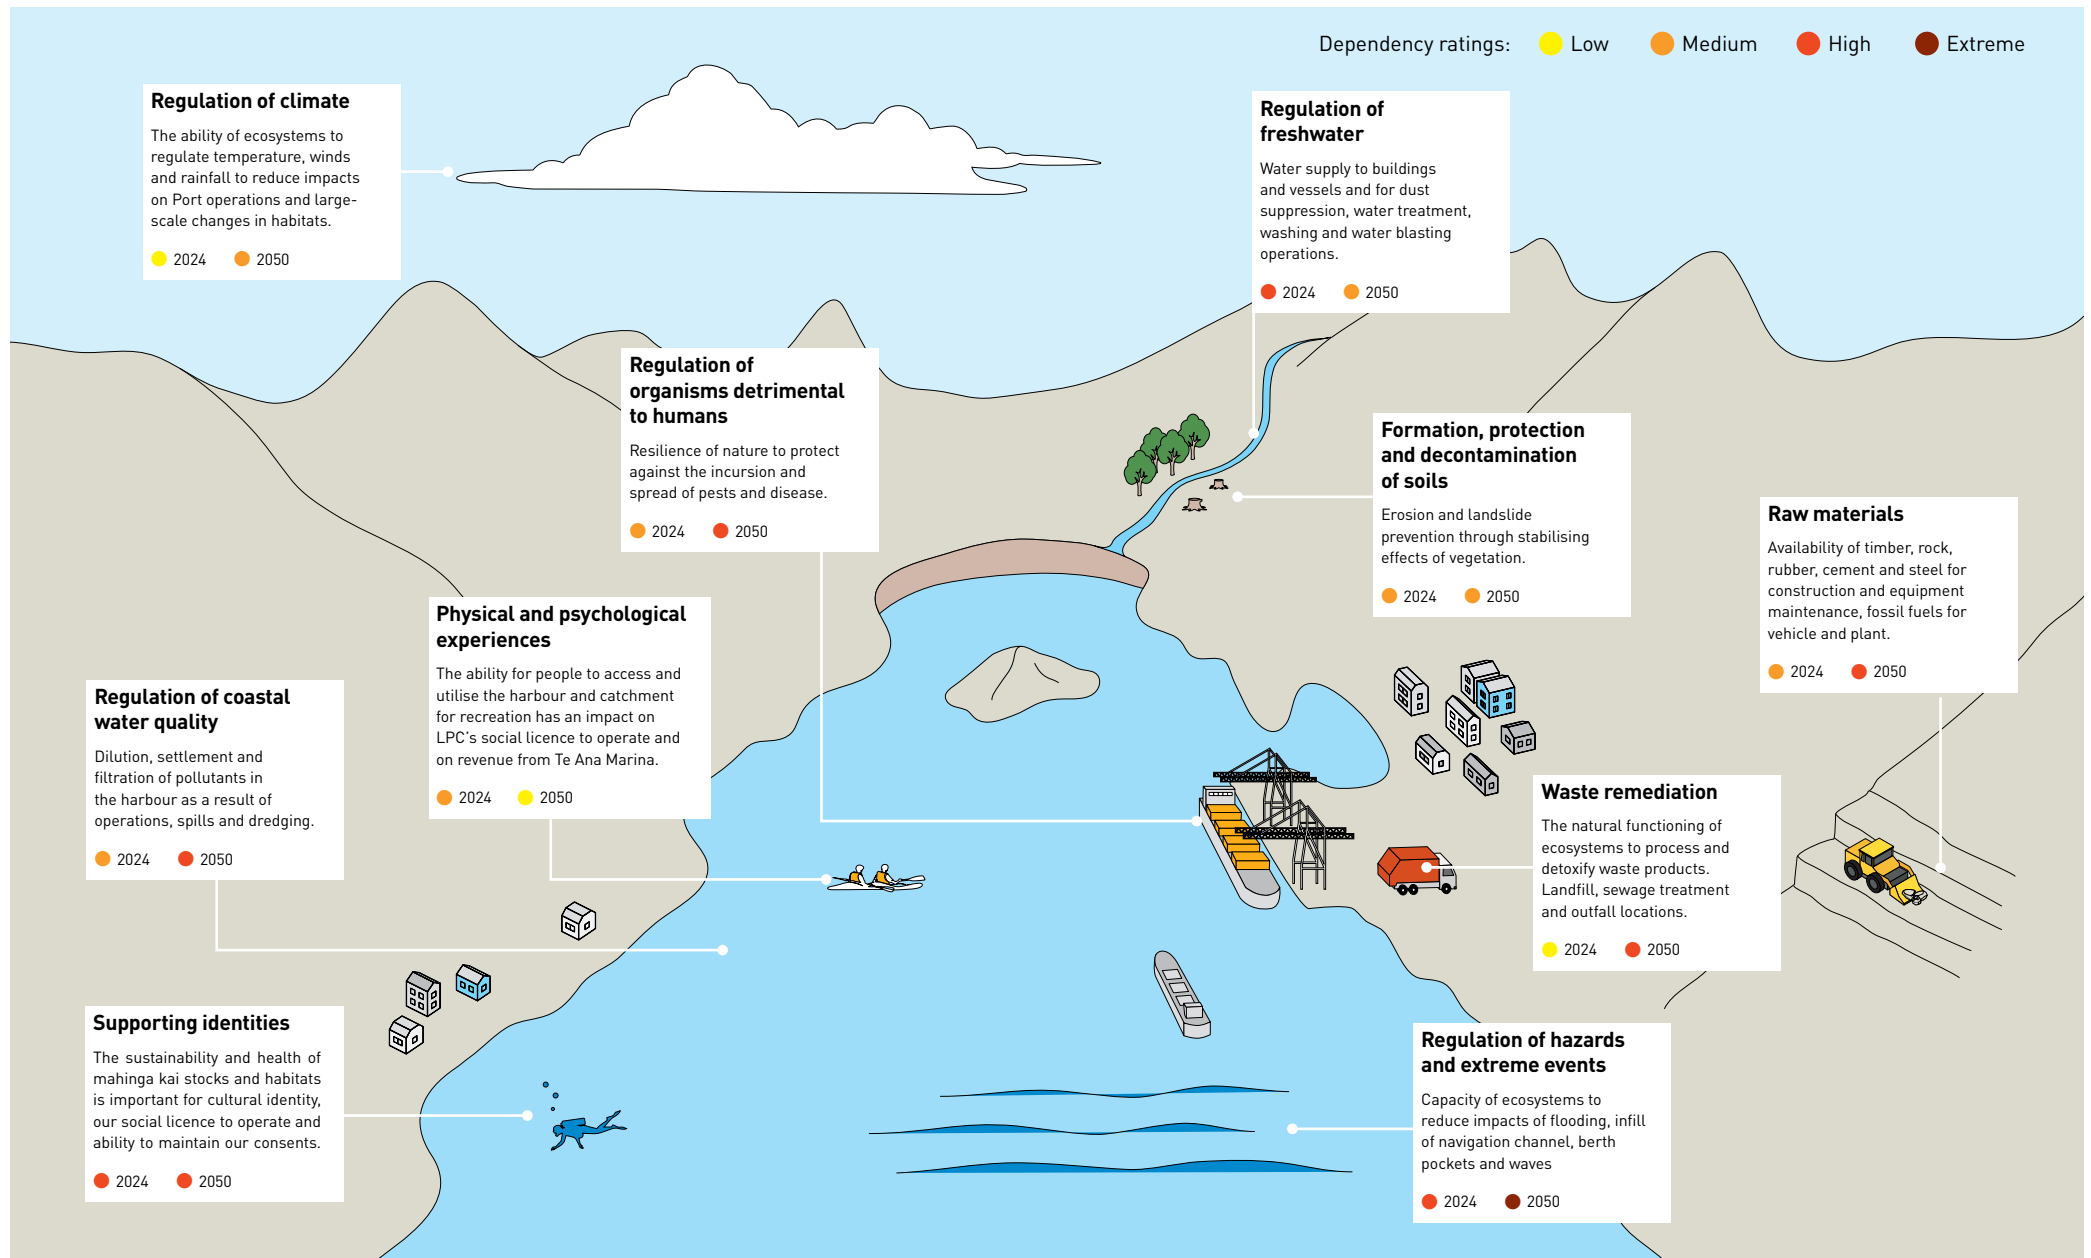 Dependency ratings: Low Medium High Extreme
Regulation of climate
The ability of ecosystems to
regulate temperature, winds
and rainfall to reduce impacts
on Port operations and large-
scale changes in habitats.
2024 2050
Regulation of
freshwater
Water supply to buildings
and vessels and for dust
suppression, water treatment,
washing and water blasting
operations.
2024 2050
Regulation of
organisms detrimental
to humans
Resilience of nature to protect
against the incursion and
spread of pests and disease.
2024 2050
Formation, protection
and decontamination
of soils
Erosion and landslide
prevention through stabilising
effects of vegetation.
2024 2050
Raw materials
Availability of timber, rock,
rubber, cement and steel for
construction and equipment
maintenance, fossil fuels for
vehicle and plant.
2024 2050
Physical and psychological
experiences
The ability for people to access and
utilise the harbour and catchment
for recreation has an impact on
LPC's social licence to operate and
on revenue from Te Ana Marina.
2024 2050
Regulation of coastal
water quality
Dilution, settlement and
filtration of pollutants in
the harbour as a result of
operations, spills and dredging.
2024 2050
Waste remediation
The natural functioning of
ecosystems to process and
detoxify waste products.
Landfill, sewage treatment
and outfall locations.
2024 2050
Supporting identities
The sustainability and health of
mahinga kai stocks and habitats
is important for cultural identity,
our social licence to operate and
ability to maintain our consents.
2024 2050
Regulation of hazards
and extreme events
Capacity of ecosystems to
reduce impacts of flooding, infill
of navigation channel, berth
pockets and waves
2024 2050